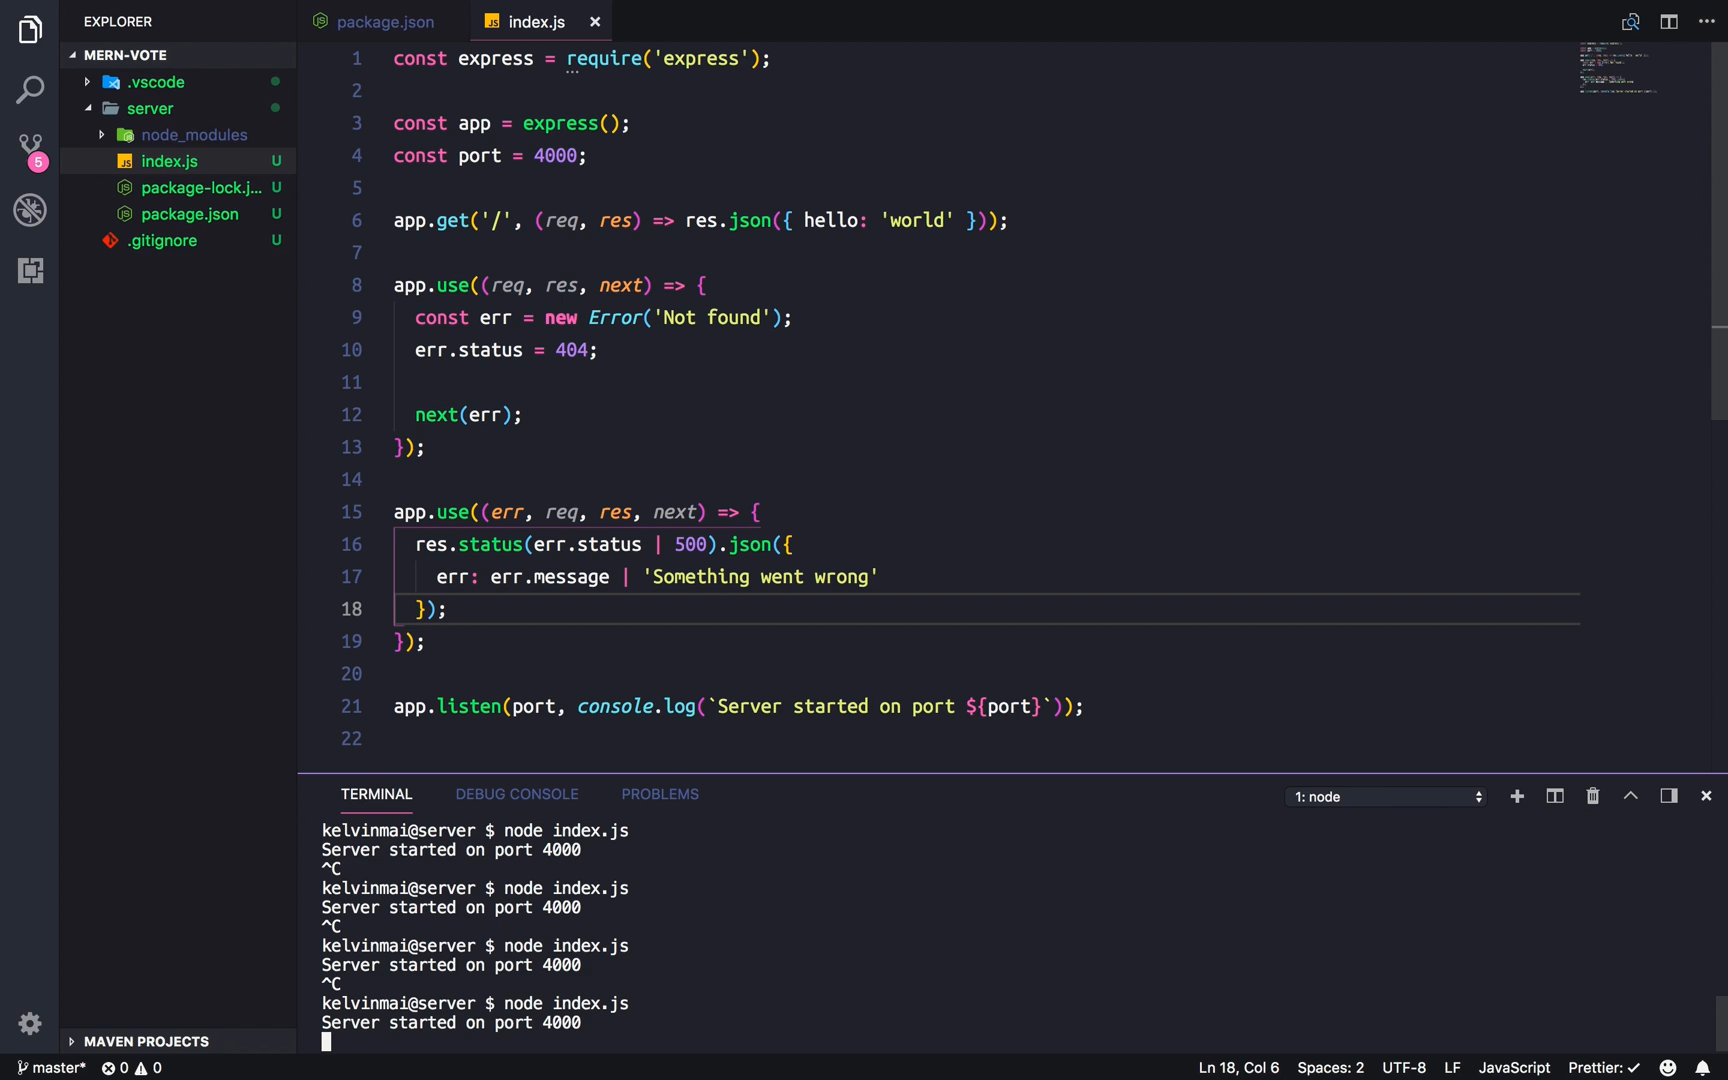 EXPLORER
MERN-VOTE
.vscode
server
node_modules
index.js U
package-lock.j... U
package.json U
.gitignore U
MAVEN PROJECTS
5
package.json
index.js
1 const express = require('express');
2
3 const app = express();
4 const port = 4000;
5
6 app.get('/', (req, res) => res.json({ hello: 'world' }));
7
8 app.use((req, res, next) => {
9 const err = new Error('Not found');
10 err.status = 404;
11
12 next(err);
13 });
14
15 app.use((err, req, res, next) => {
16 res.status(err.status | 500).json({
17 err: err.message | 'Something went wrong'
18 });
19 });
20
21 app.listen(port, console.log(`Server started on port ${port}`));
22
TERMINAL DEBUG CONSOLE PROBLEMS 1: node
kelvinmai@server $ node index.js
Server started on port 4000
^C
kelvinmai@server $ node index.js
Server started on port 4000
^C
kelvinmai@server $ node index.js
Server started on port 4000
^C
kelvinmai@server $ node index.js
Server started on port 4000
master* 0 0 Ln 18, Col 6 Spaces: 2 UTF-8 LF JavaScript Prettier: ✓